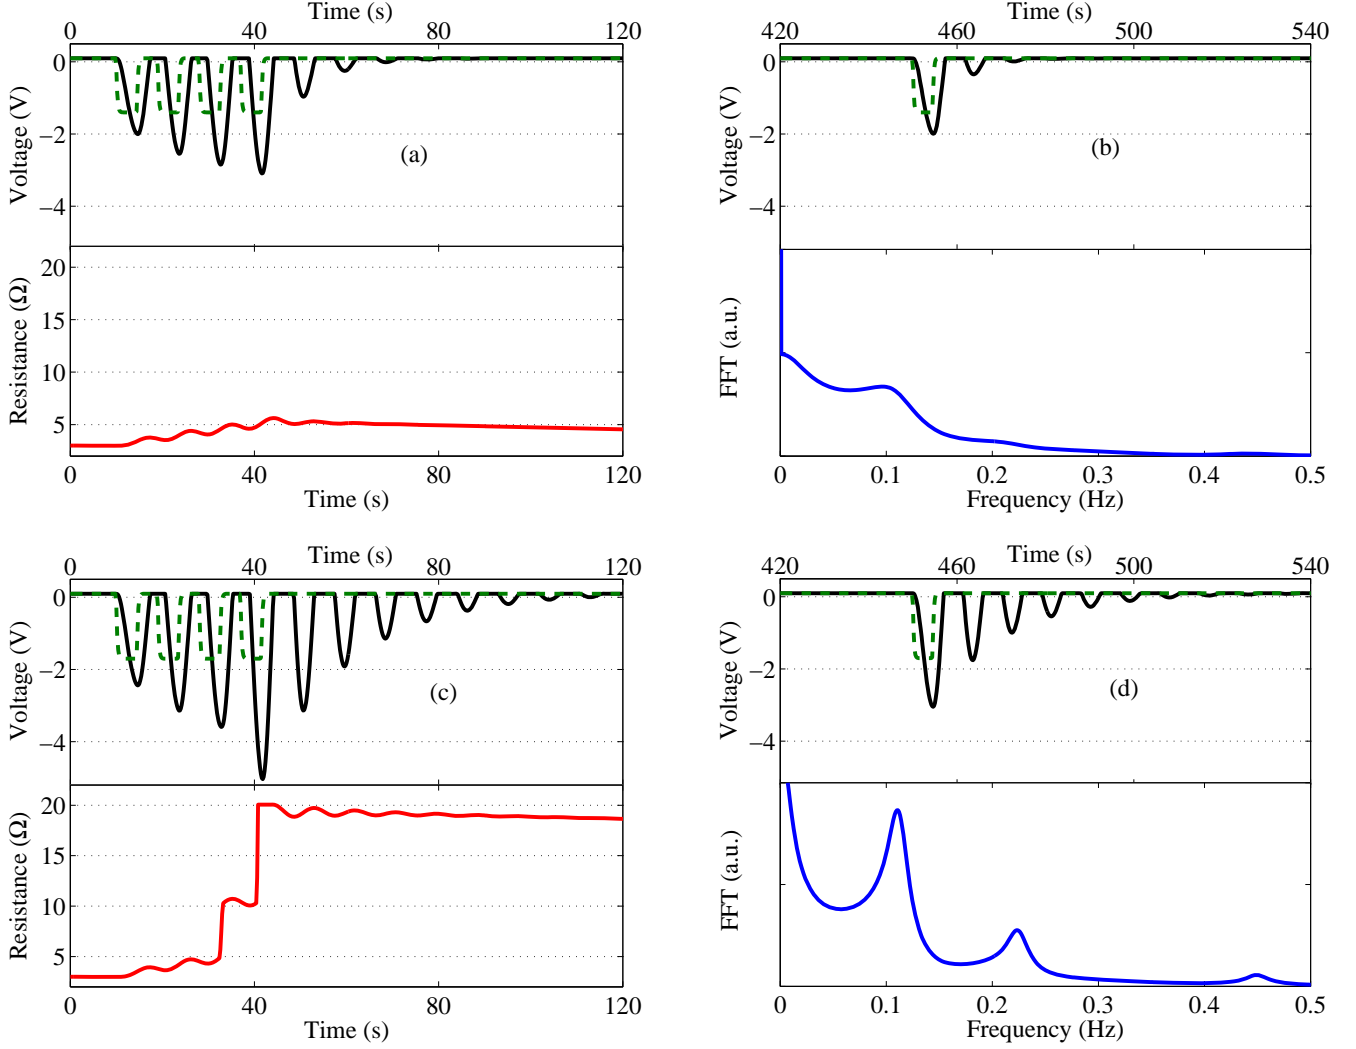 Time (s)
0 40 80 120
Voltage (V)
0
−2
−4
(a)
Resistance (Ω)
20
15
10
5
0 40 80 120
Time (s)
Time (s)
420 460 500 540
Voltage (V)
0
−2
−4
(b)
FFT (a.u.)
0 0.1 0.2 0.3 0.4 0.5
Frequency (Hz)
Time (s)
0 40 80 120
Voltage (V)
0
−2
−4
(c)
Resistance (Ω)
20
15
10
5
0 40 80 120
Time (s)
Time (s)
420 460 500 540
Voltage (V)
0
−2
−4
(d)
FFT (a.u.)
0 0.1 0.2 0.3 0.4 0.5
Frequency (Hz)